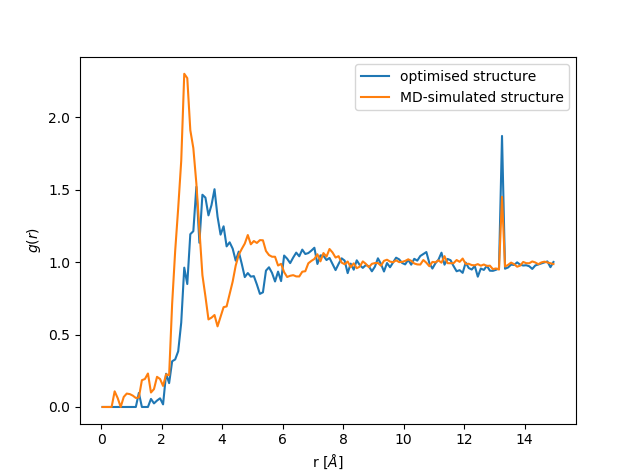 optimised structure
MD-simulated structure
2.0
1.5
1.0
0.5
0.0
g(r)
0 2 4 6 8 10 12 14
r [Å]